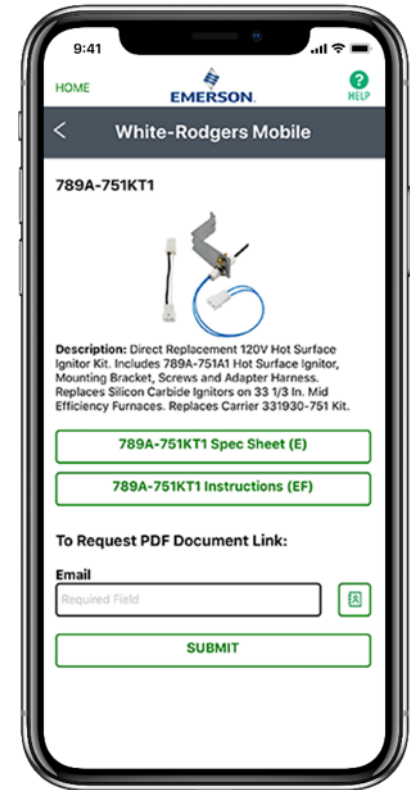 9:41
HOME
EMERSON.
?
HELP
< White-Rodgers Mobile
789A-751KT1
Description: Direct Replacement 120V Hot Surface
Ignitor Kit. Includes 789A-751A1 Hot Surface Ignitor,
Mounting Bracket, Screws and Adapter Harness.
Replaces Silicon Carbide Ignitors on 33 1/3 In. Mid
Efficiency Furnaces. Replaces Carrier 331930-751 Kit.
789A-751KT1 Spec Sheet (E)
789A-751KT1 Instructions (EF)
To Request PDF Document Link:
Email
Required Field
SUBMIT